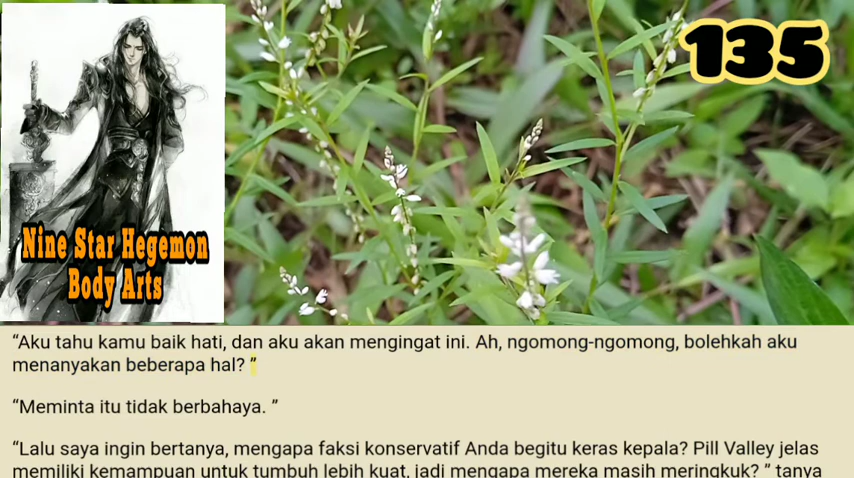 135
Nine Star Hegemon
Body Arts
“Aku tahu kamu baik hati, dan aku akan mengingat ini. Ah, ngomong-ngomong, bolehkah aku
menanyakan beberapa hal? ”
“Meminta itu tidak berbahaya. ”
“Lalu saya ingin bertanya, mengapa faksi konservatif Anda begitu keras kepala? Pill Valley jelas
memiliki kemampuan untuk tumbuh lebih kuat, jadi mengapa mereka masih meringkuk? ” tanya